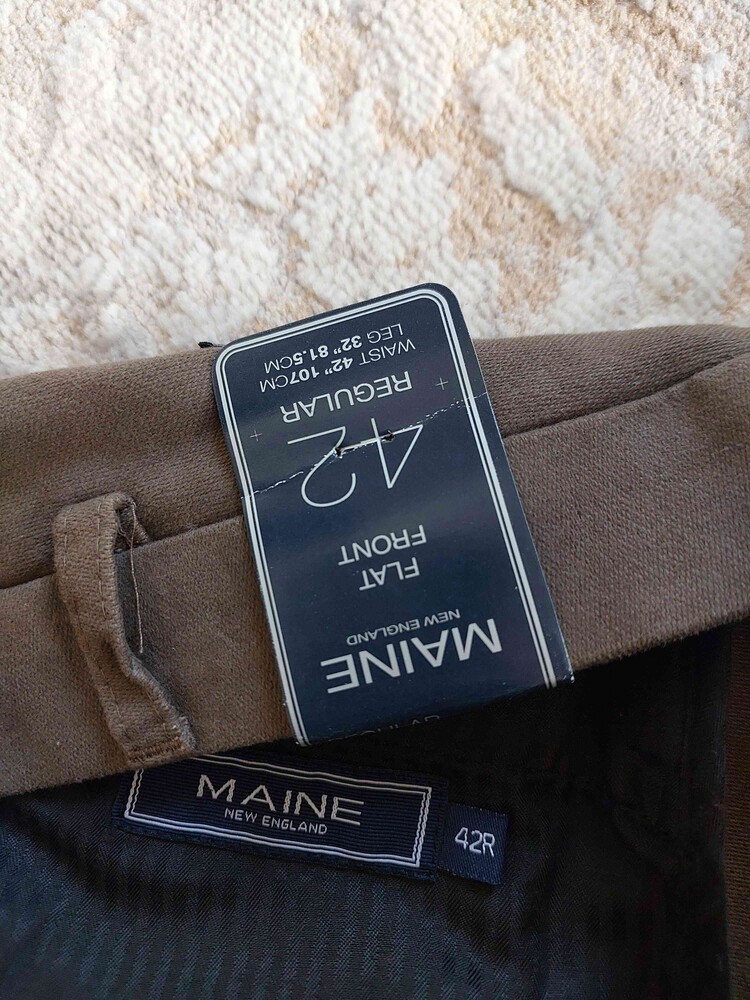 MAINE
NEW ENGLAND
FLAT
FRONT
42
REGULAR
WAIST 42" 107CM
LEG 32" 81.5CM
MAINE
NEW ENGLAND
42R